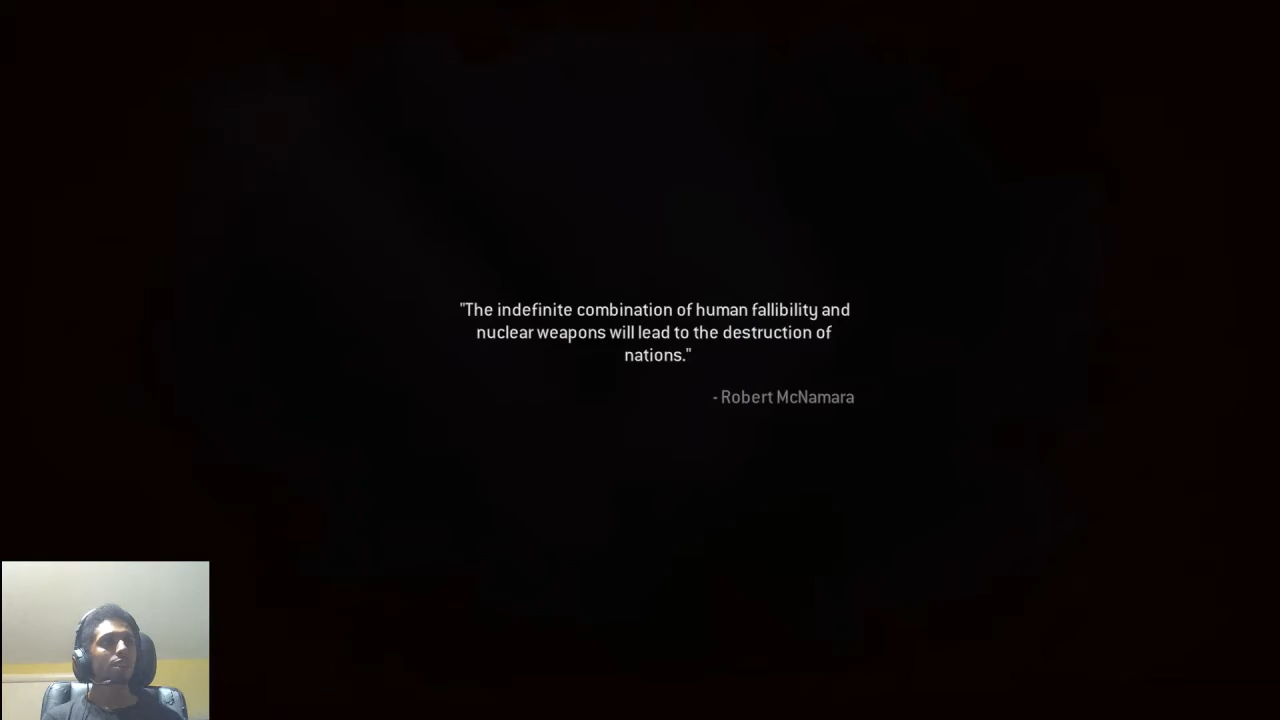 "The indefinite combination of human fallibility and
nuclear weapons will lead to the destruction of
nations."
- Robert McNamara